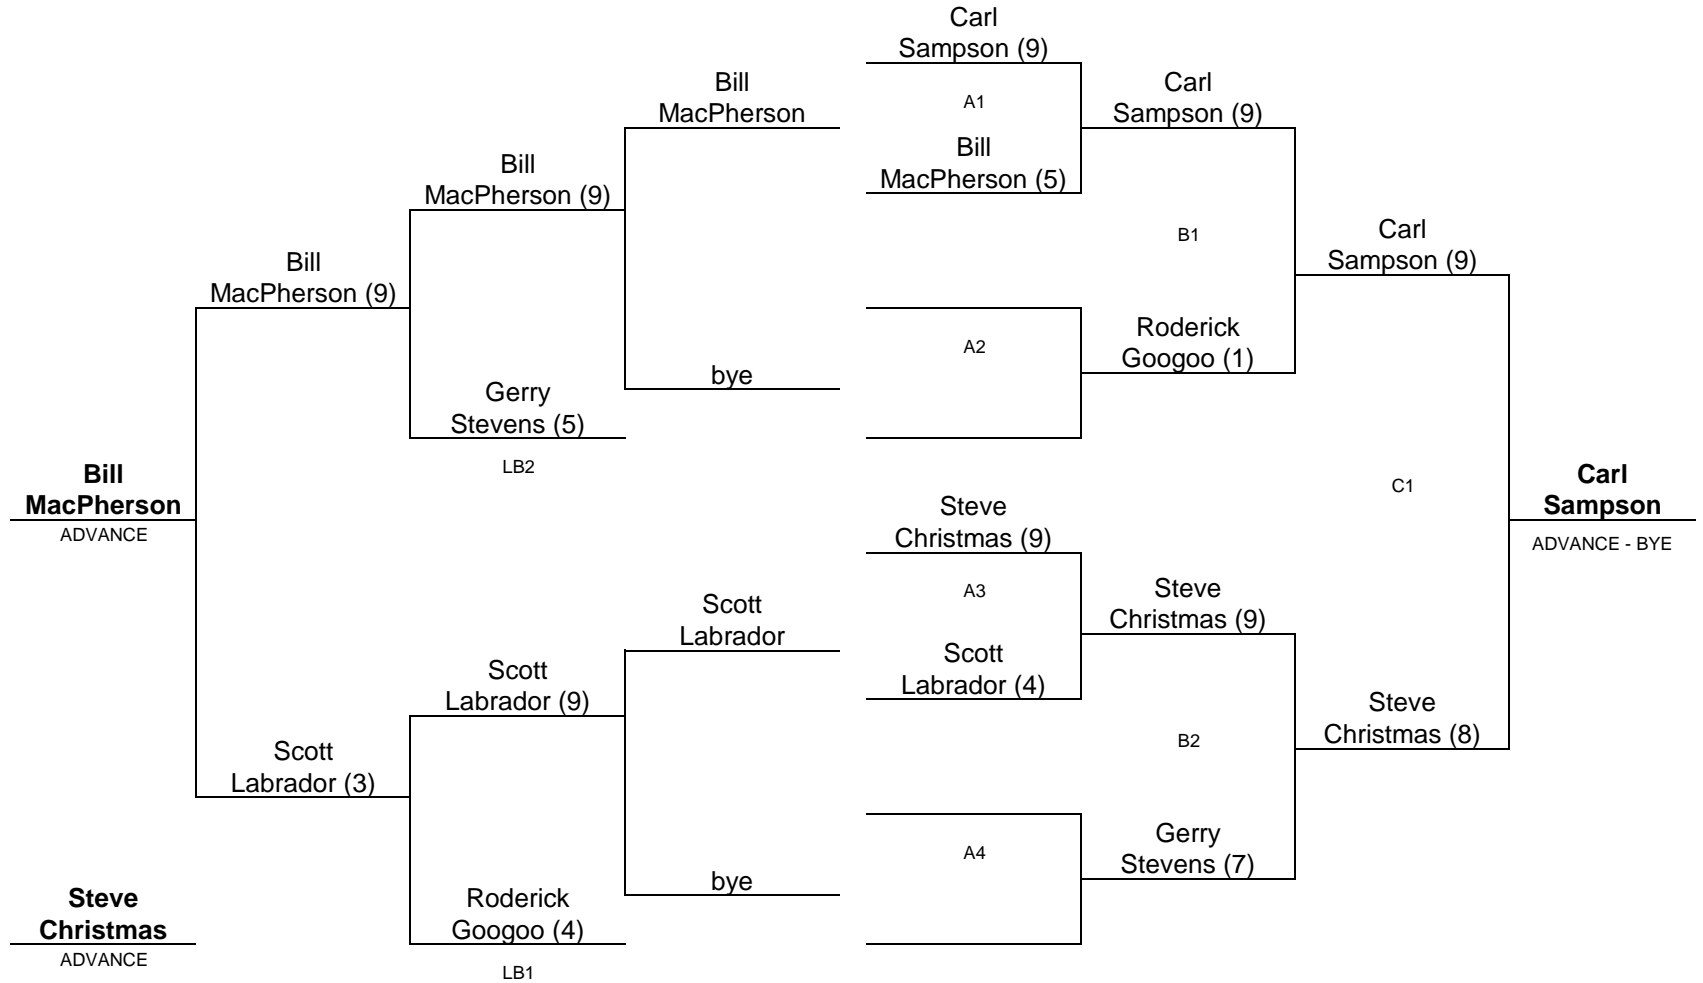 Carl
Sampson (9)
Bill
MacPherson
Carl
Sampson (9)
A1
Bill
MacPherson (9)
Bill
MacPherson (5)
B1
Carl
Sampson (9)
Bill
MacPherson (9)
Roderick
Googoo (1)
A2
bye
Gerry
Stevens (5)
LB2
Bill
MacPherson
ADVANCE
C1
Carl
Sampson
ADVANCE - BYE
Steve
Christmas (9)
A3
Scott
Labrador
Steve
Christmas (9)
Scott
Labrador (9)
Scott
Labrador (4)
B2
Steve
Christmas (8)
Scott
Labrador (3)
A4
Gerry
Stevens (7)
bye
Steve
Christmas
ADVANCE
Roderick
Googoo (4)
LB1